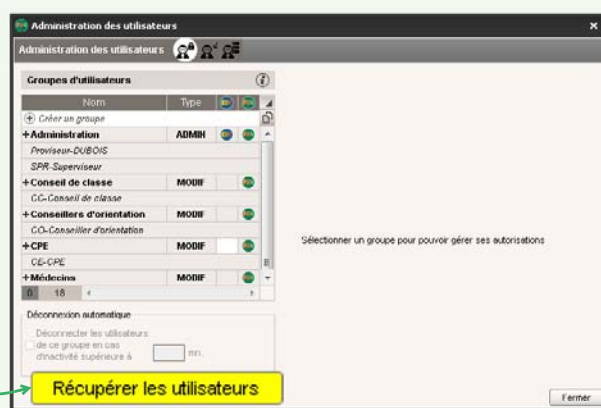 Administration des utilisateurs
Administration des utilisateurs
Groupes d'utilisateurs
Nom Type
Créer un groupe
+Administration ADMIN
Proviseur-DUBOIS
SPR-Superviseur
+Conseil de classe MODIF
CC-Conseil de classe
+Conseillers d'orientation MODIF
CO-Conseiller d'orientation
+CPE MODIF
CE-CPE
+Médecins MODIF
0 18
Sélectionner un groupe pour pouvoir gérer ses autorisations
Déconnexion automatique
Déconnecter les utilisateurs
de ce groupe en cas
d'inactivité supérieure à mn.
Récupérer les utilisateurs
Fermer